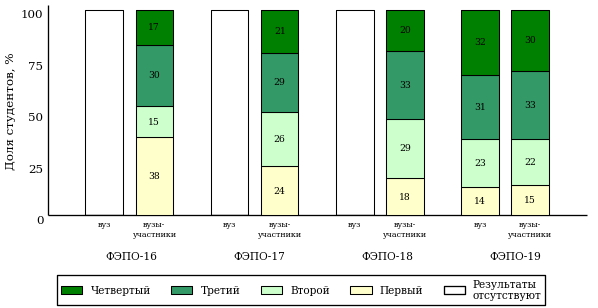 Доля студентов, %
100
75
50
25
0
17
30
15
38
21
29
26
24
20
33
29
18
32
31
23
14
30
33
22
15
вуз
вузы-
участники
вуз
вузы-
участники
вуз
вузы-
участники
вуз
вузы-
участники
ФЭПО-16
ФЭПО-17
ФЭПО-18
ФЭПО-19
Четвертый
Третий
Второй
Первый
Результаты
отсутствуют